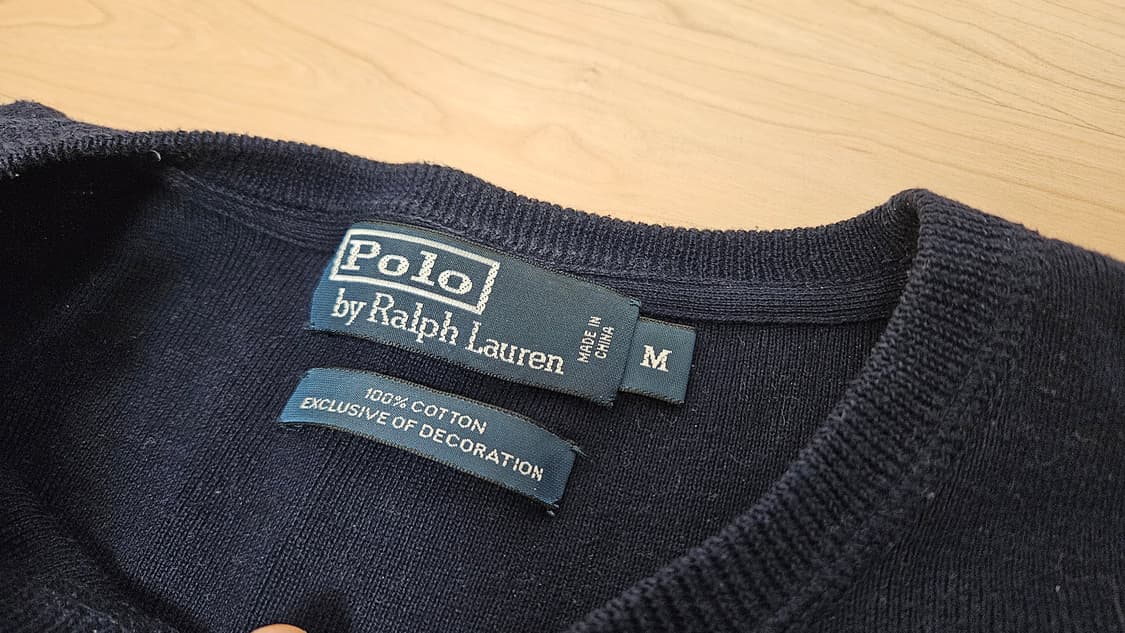 Polo
by Ralph Lauren
MADE IN
CHINA
M
100% COTTON
EXCLUSIVE OF DECORATION